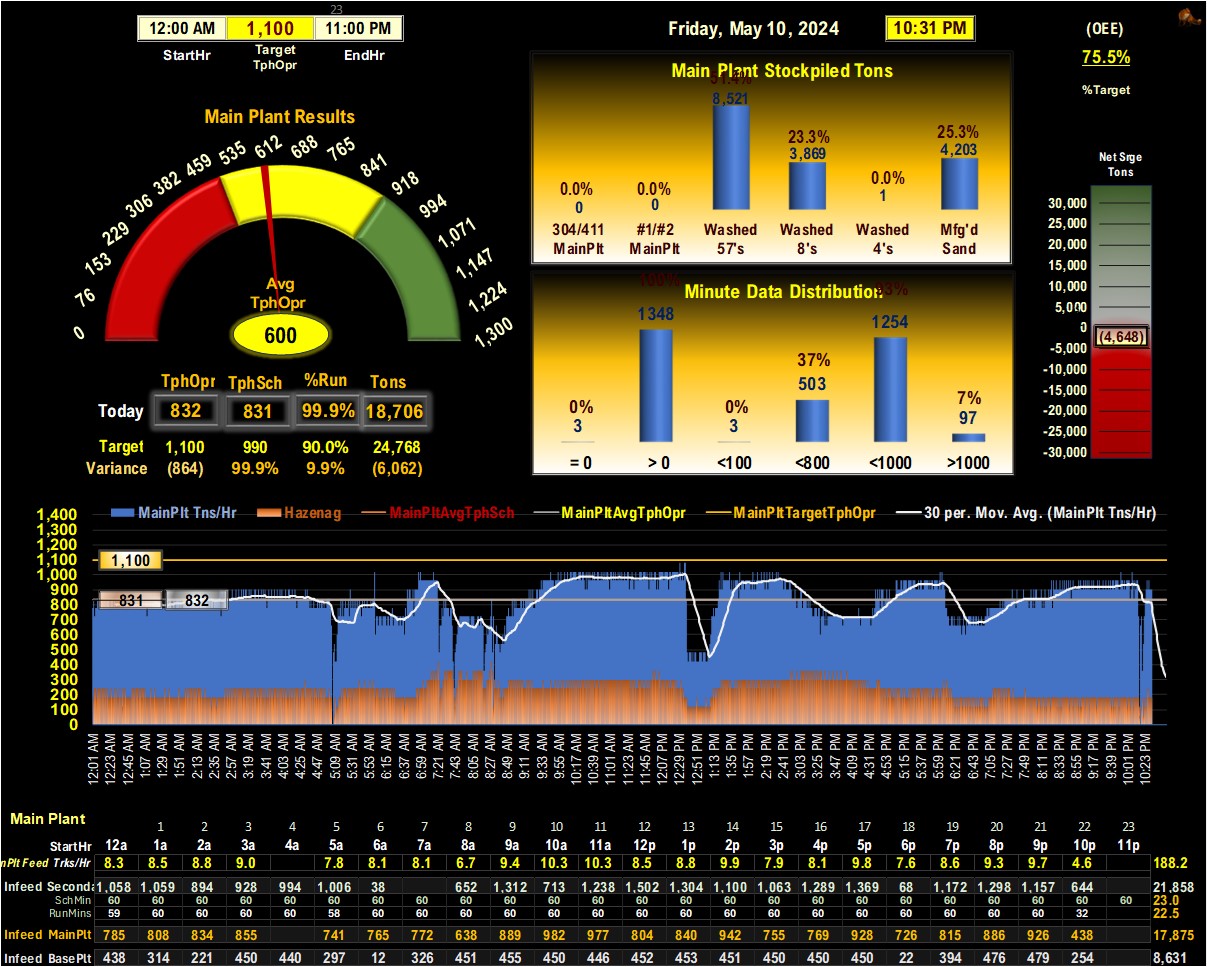 23
12:00 AM 1,100 11:00 PM
StartHr Target TphOpr EndHr
Friday, May 10, 2024 10:31 PM
(OEE)
75.5%
%Target
Main Plant Results
0 76 153 229 306 382 459 535 612 688 765 841 918 994 1,071 1,147 1,224 1,300
Avg
TphOpr
600
TphOpr TphSch %Run Tons
Today 832 831 99.9% 18,706
Target 1,100 990 90.0% 24,768
Variance (864) 99.9% 9.9% (6,062)
Main Plant Stockpiled Tons
8,521
23.3% 25.3%
3,869 4,203
0.0% 0.0% 0.0%
0 0 1
304/411 #1/#2 Washed Washed Washed Mfg'd
MainPlt MainPlt 57's 8's 4's Sand
Minute Data Distribution
1348 1254
37%
503
0% 0% 7%
3 3 97
= 0 > 0 <100 <800 <1000 >1000
Net Srge
Tons
30,000
25,000
20,000
15,000
10,000
5,000
0
(4,648)
-5,000
-10,000
-15,000
-20,000
-25,000
-30,000
MainPlt Tns/Hr Hazenag MainPltAvgTphSch MainPltAvgTphOpr MainPltTargetTphOpr 30 per. Mov. Avg. (MainPlt Tns/Hr)
1,400
1,300
1,200
1,100
1,000
900
800
700
600
500
400
300
200
100
0
1,100
831 832
12:01 AM 12:23 AM 12:45 AM 1:07 AM 1:29 AM 1:51 AM 2:13 AM 2:35 AM 2:57 AM 3:19 AM 3:41 AM 4:03 AM 4:25 AM 4:47 AM 5:09 AM 5:31 AM 5:53 AM 6:15 AM 6:37 AM 6:59 AM 7:21 AM 7:43 AM 8:05 AM 8:27 AM 8:49 AM 9:11 AM 9:33 AM 9:55 AM 10:17 AM 10:39 AM 11:01 AM 11:23 AM 11:45 AM 12:07 PM 12:29 PM 12:51 PM 1:13 PM 1:35 PM 1:57 PM 2:19 PM 2:41 PM 3:03 PM 3:25 PM 3:47 PM 4:09 PM 4:31 PM 4:53 PM 5:15 PM 5:37 PM 5:59 PM 6:21 PM 6:43 PM 7:05 PM 7:27 PM 7:49 PM 8:11 PM 8:33 PM 8:55 PM 9:17 PM 9:39 PM 10:01 PM 10:23 PM
Main Plant
1 2 3 4 5 6 7 8 9 10 11 12 13 14 15 16 17 18 19 20 21 22 23
StartHr 12a 1a 2a 3a 4a 5a 6a 7a 8a 9a 10a 11a 12p 1p 2p 3p 4p 5p 6p 7p 8p 9p 10p 11p
nPlt Feed Trks/Hr 8.3 8.5 8.8 9.0 7.8 8.1 8.1 6.7 9.4 10.3 10.3 8.5 8.8 9.9 7.9 8.1 9.8 7.6 8.6 9.3 9.7 4.6 188.2
Infeed Seconda 1,058 1,059 894 928 994 1,006 38 652 1,312 713 1,238 1,502 1,304 1,100 1,063 1,289 1,369 68 1,172 1,298 1,157 644 21,858
SchMin 60 60 60 60 60 60 60 60 60 60 60 60 60 60 60 60 60 60 60 60 60 60 60 60 23.0
RunMins 59 60 60 60 60 58 60 60 60 60 60 60 60 60 60 60 60 60 60 60 60 60 32 22.5
Infeed MainPlt 785 808 834 855 741 765 772 638 889 982 977 804 840 942 755 769 928 726 815 886 926 438 17,875
Infeed BasePlt 438 314 221 450 440 297 12 326 451 455 450 446 452 453 451 450 450 450 22 394 476 479 254 8,631